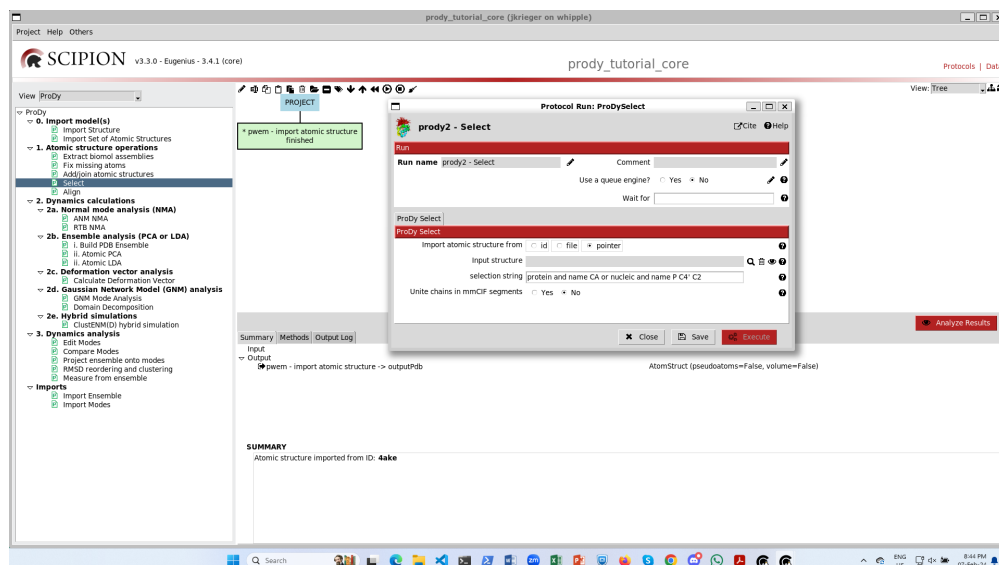 prody_tutorial_core (jkrieger on whipple)
Project Help Others
SCIPION v3.3.0 - Eugenius - 3.4.1 (core)
prody_tutorial_core
Protocols | Dat
View ProDy
View: Tree
ProDy
0. Import model(s)
Import Structure
Import Set of Atomic Structures
1. Atomic structure operations
Extract biomol assemblies
Fix missing atoms
Add/join atomic structures
Select
Align
2. Dynamics calculations
2a. Normal mode analysis (NMA)
ANM NMA
RTB NMA
2b. Ensemble analysis (PCA or LDA)
i. Build PDB Ensemble
ii. Atomic PCA
ii. Atomic LDA
2c. Deformation vector analysis
Calculate Deformation Vector
2d. Gaussian Network Model (GNM) analysis
GNM Mode Analysis
Domain Decomposition
2e. Hybrid simulations
ClustENM(D) hybrid simulation
3. Dynamics analysis
Edit Modes
Compare Modes
Project ensemble onto modes
RMSD reordering and clustering
Measure from ensemble
Imports
Import Ensemble
Import Modes
PROJECT
* pwem - import atomic structure
finished
Protocol Run: ProDySelect
prody2 - Select
Cite Help
Run
Run name prody2 - Select Comment
Use a queue engine? Yes No
Wait for
ProDy Select
ProDy Select
Import atomic structure from id file pointer
Input structure
selection string protein and name CA or nucleic and name P C4' C2
Unite chains in mmCIF segments Yes No
Close Save Execute
Analyze Results
Summary Methods Output Log
Input
Output
pwem - import atomic structure -> outputPdb AtomStruct (pseudoatoms=False, volume=False)
SUMMARY
Atomic structure imported from ID: 4ake
Search
ENG
US
8:44 PM
07-Feb-24